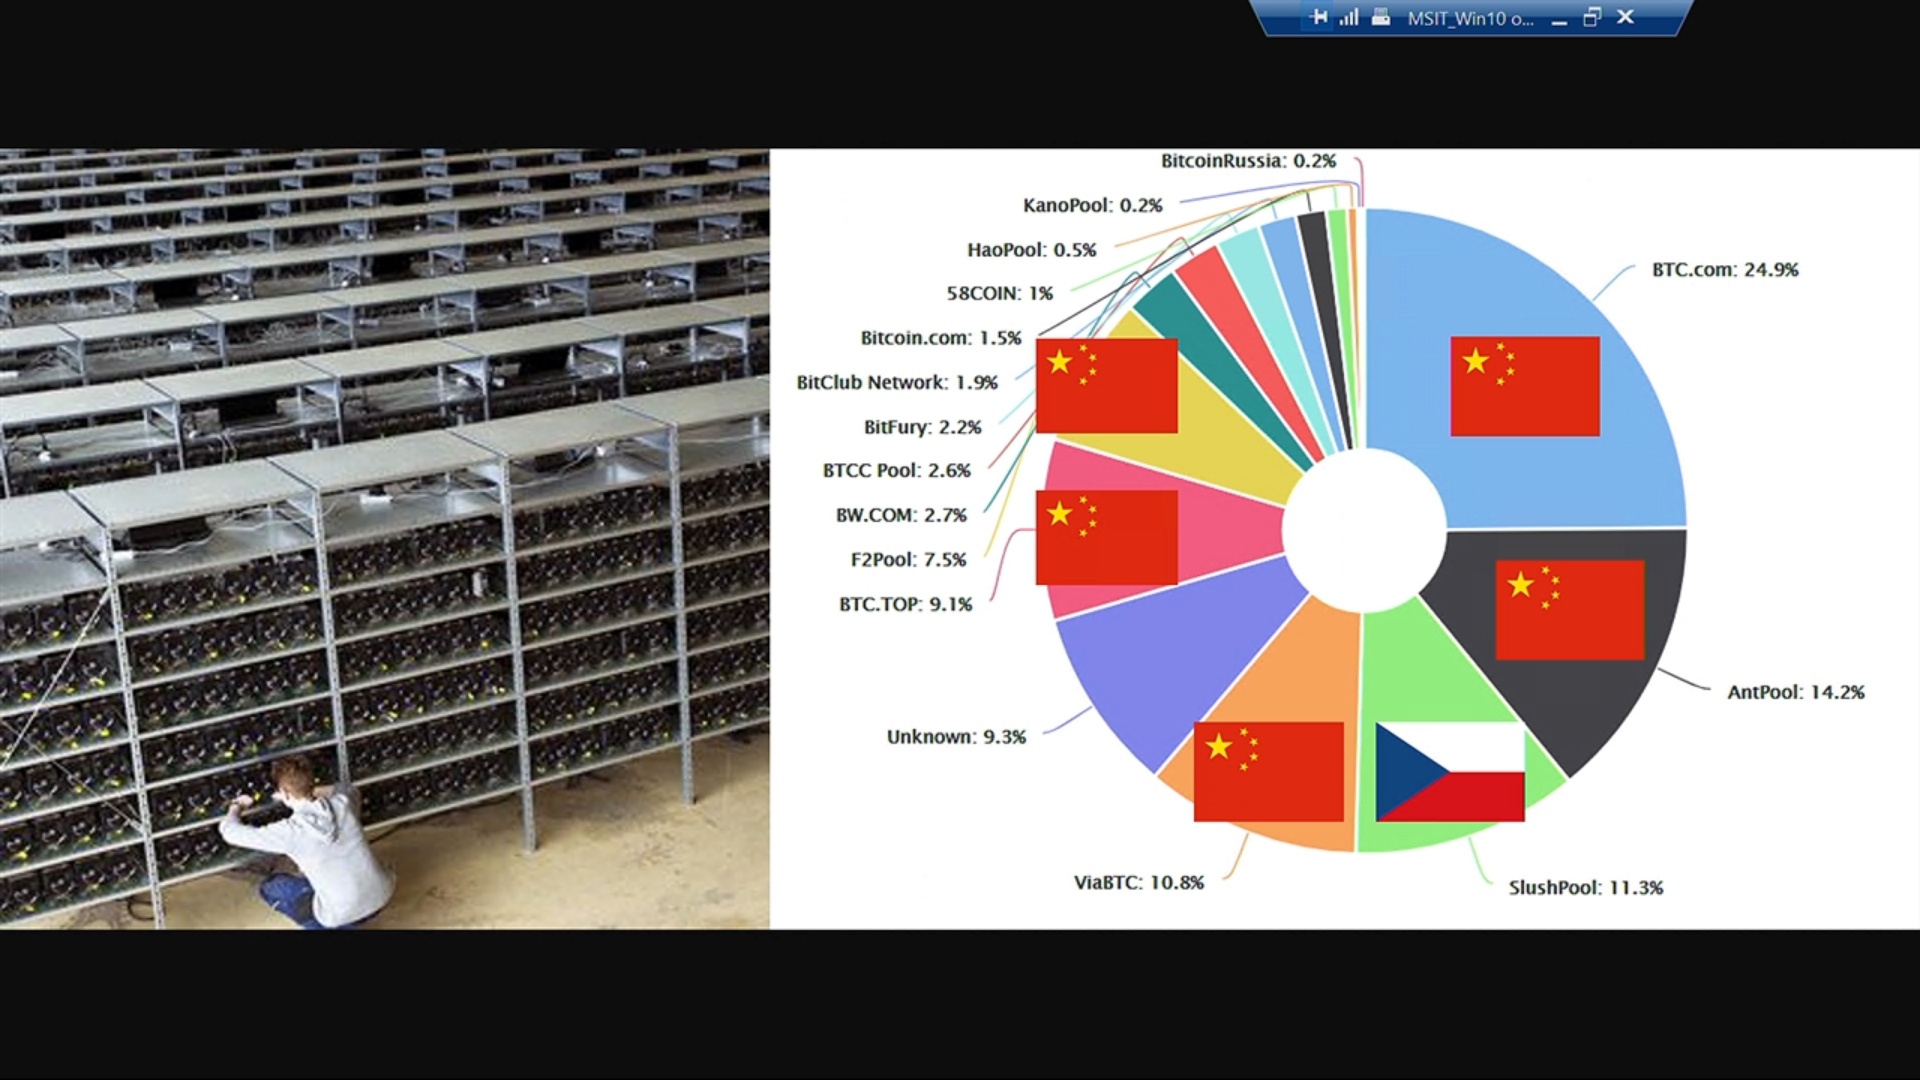 MSIT_Win10 o...
BitcoinRussia: 0.2%
KanoPool: 0.2%
HaoPool: 0.5%
58COIN: 1%
Bitcoin.com: 1.5%
BitClub Network: 1.9%
BitFury: 2.2%
BTCC Pool: 2.6%
BW.COM: 2.7%
F2Pool: 7.5%
BTC.TOP: 9.1%
Unknown: 9.3%
ViaBTC: 10.8%
SlushPool: 11.3%
AntPool: 14.2%
BTC.com: 24.9%